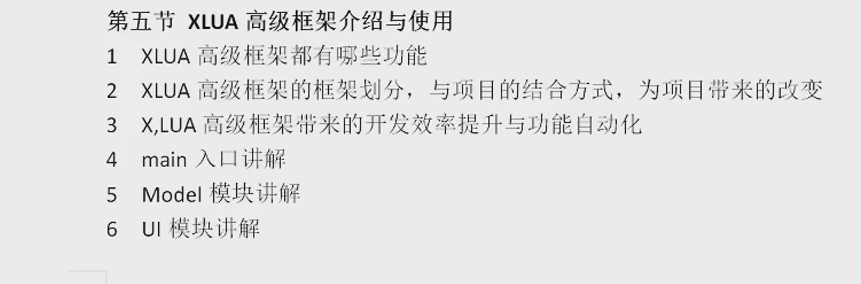 第五节 XLUA 高级框架介绍与使用
1 XLUA 高级框架都有哪些功能
2 XLUA 高级框架的框架划分，与项目的结合方式，为项目带来的改变
3 X,LUA 高级框架带来的开发效率提升与功能自动化
4 main 入口讲解
5 Model 模块讲解
6 UI 模块讲解